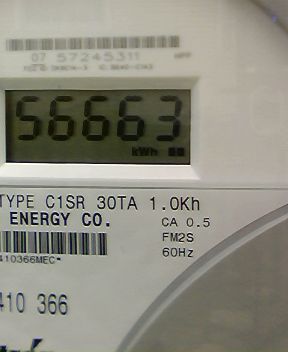 07 57245311
56663
kWh
TYPE C1SR 30TA 1.0Kh
ENERGY CO.
CA 0.5
FM2S
60Hz
410366MEC*
410 366